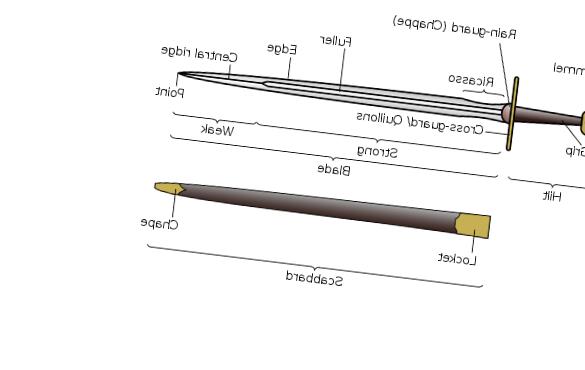 Rain-guard (Chappe)
Fuller
Edge
Central ridge
Point
Ricasso
mmel
Cross-guard/ Quillons
Grip
Weak
Strong
Blade
Hilt
Chape
Locket
Scabbard